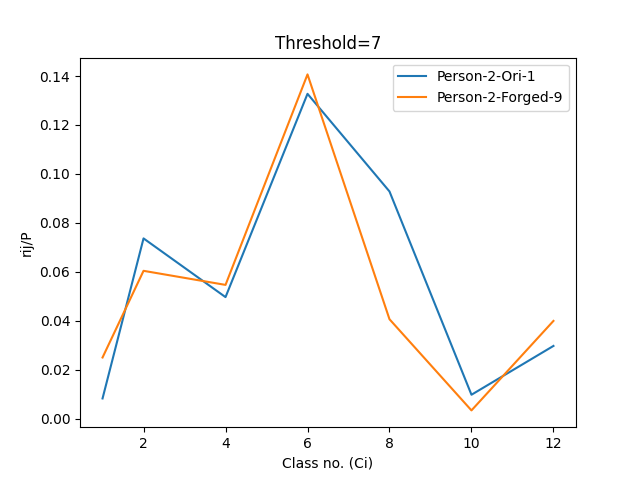 Threshold=7
Person-2-Ori-1
Person-2-Forged-9
0.14
0.12
0.10
0.08
0.06
0.04
0.02
0.00
rij/P
2 4 6 8 10 12
Class no. (Ci)